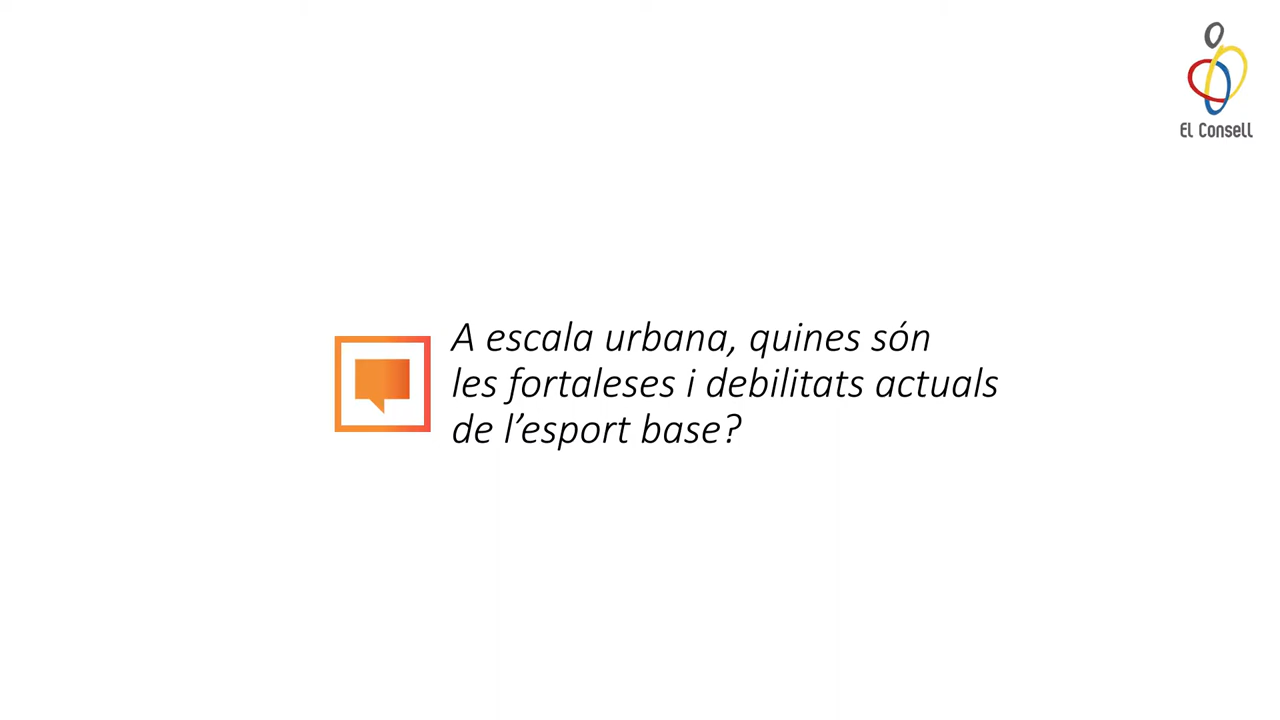 El Consell
A escala urbana, quines són
les fortaleses i debilitats actuals
de l’esport base?